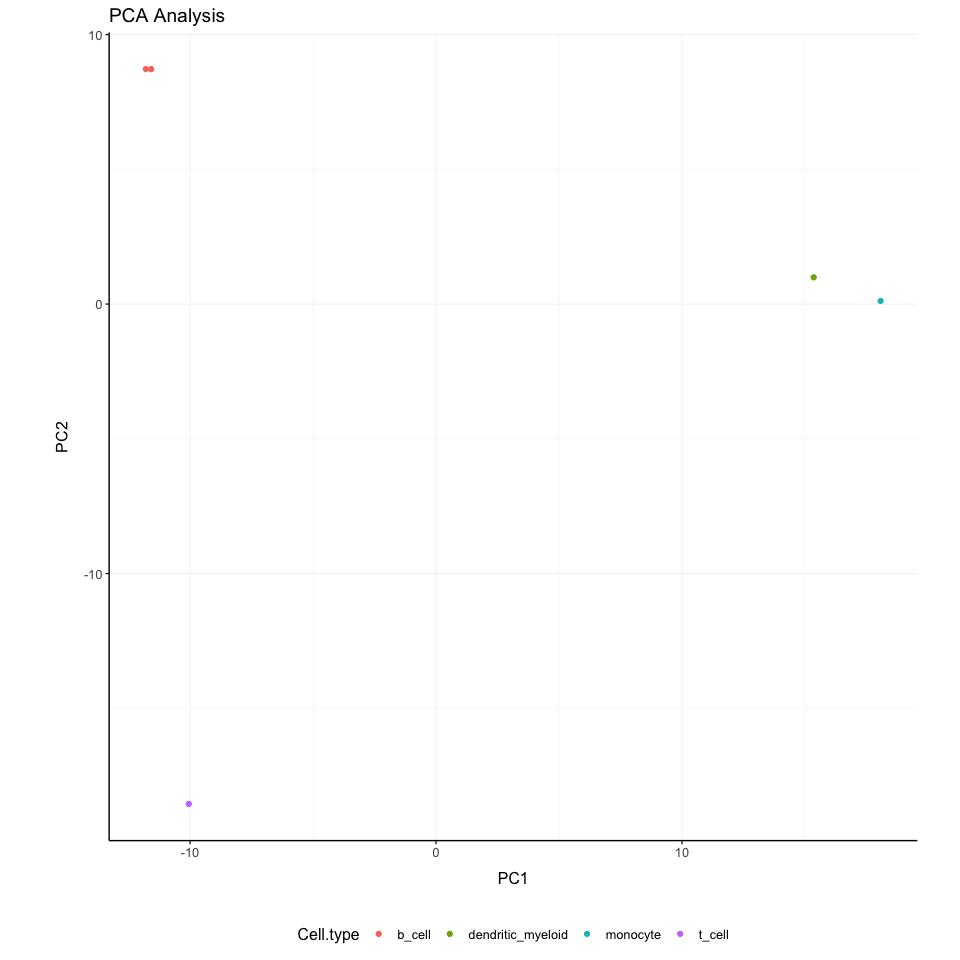 PCA Analysis
10
0
-10
PC2
-10 0 10
PC1
Cell.type b_cell dendritic_myeloid monocyte t_cell